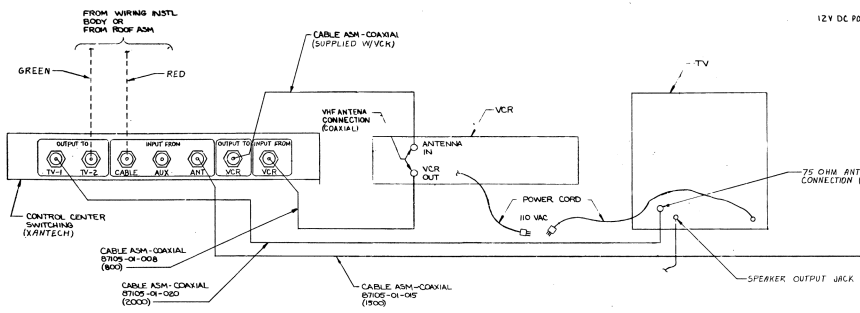 FROM WIRING INSTL
BODY OR
FROM ROOF ASM
12V DC PO
CABLE ASM-COAXIAL
(SUPPLIED W/VCR)
GREEN
RED
TV
VHF ANTENA
CONNECTION
(COAXIAL)
VCR
OUTPUT TO
INPUT FROM
OUTPUT TO
INPUT FROM
ANTENNA
IN
VCR
OUT
TV-1
TV-2
CABLE
AUX
ANT
VCR
VCR
75 OHM ANT
CONNECTION
POWER CORD
110 VAC
CONTROL CENTER
SWITCHING
(XANTECH)
CABLE ASM-COAXIAL
87105-01-008
(800)
SPEAKER OUTPUT JACK
CABLE ASM-COAXIAL
87105-01-020
(2000)
CABLE ASM-COAXIAL
87105-01-015
(1500)